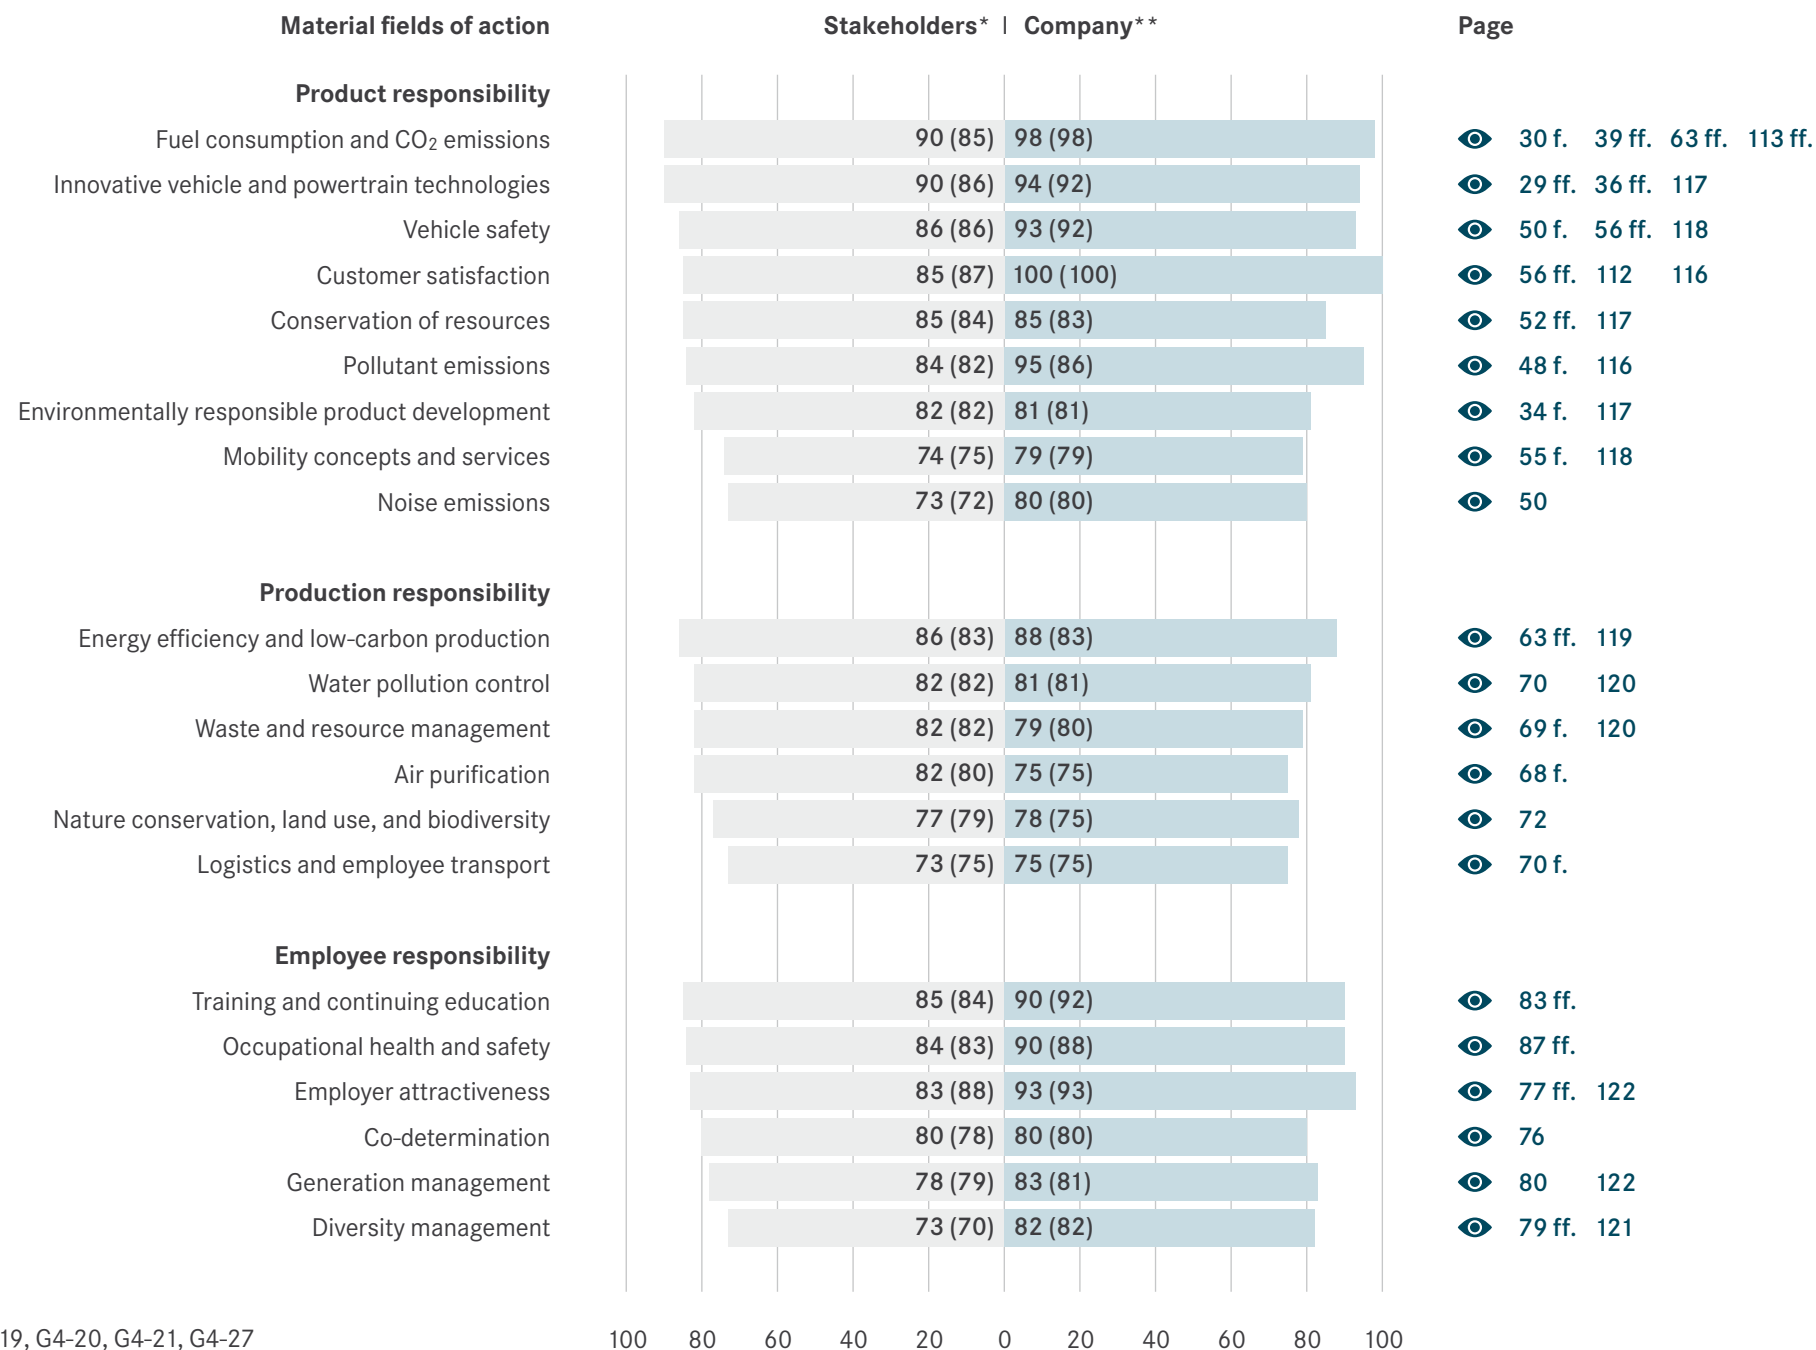 Material fields of action Stakeholders* | Company** Page
Product responsibility
Fuel consumption and CO2 emissions 90 (85) 98 (98) 30 f. 39 ff. 63 ff. 113 ff.
Innovative vehicle and powertrain technologies 90 (86) 94 (92) 29 ff. 36 ff. 117
Vehicle safety 86 (86) 93 (92) 50 f. 56 ff. 118
Customer satisfaction 85 (87) 100 (100) 56 ff. 112 116
Conservation of resources 85 (84) 85 (83) 52 ff. 117
Pollutant emissions 84 (82) 95 (86) 48 f. 116
Environmentally responsible product development 82 (82) 81 (81) 34 f. 117
Mobility concepts and services 74 (75) 79 (79) 55 f. 118
Noise emissions 73 (72) 80 (80) 50
Production responsibility
Energy efficiency and low-carbon production 86 (83) 88 (83) 63 ff. 119
Water pollution control 82 (82) 81 (81) 70 120
Waste and resource management 82 (82) 79 (80) 69 f. 120
Air purification 82 (80) 75 (75) 68 f.
Nature conservation, land use, and biodiversity 77 (79) 78 (75) 72
Logistics and employee transport 73 (75) 75 (75) 70 f.
Employee responsibility
Training and continuing education 85 (84) 90 (92) 83 ff.
Occupational health and safety 84 (83) 90 (88) 87 ff.
Employer attractiveness 83 (88) 93 (93) 77 ff. 122
Co-determination 80 (78) 80 (80) 76
Generation management 78 (79) 83 (81) 80 122
Diversity management 73 (70) 82 (82) 79 ff. 121
19, G4-20, G4-21, G4-27 100 80 60 40 20 0 20 40 60 80 100